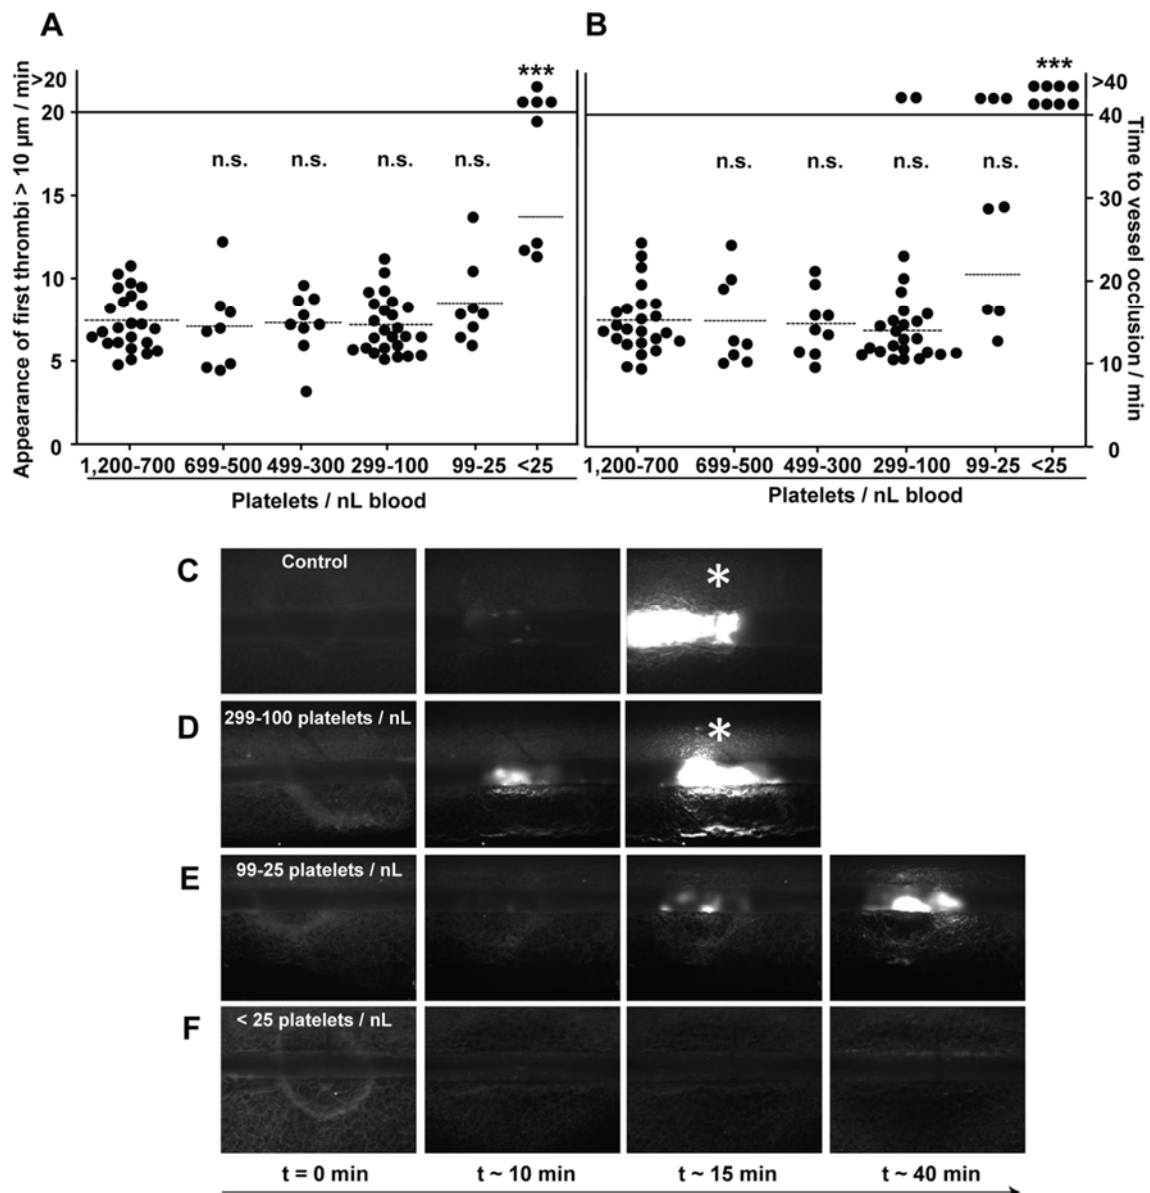 A
B
Appearance of first thrombi > 10 µm / min
>20
20
15
10
5
0
***
n.s.
n.s.
n.s.
n.s.
1,200-700 699-500 499-300 299-100 99-25 <25
Platelets / nL blood
***
>40
40
30
20
10
0
Time to vessel occlusion / min
n.s.
n.s.
n.s.
n.s.
1,200-700 699-500 499-300 299-100 99-25 <25
Platelets / nL blood
C
Control
*
D
299-100 platelets / nL
*
E
99-25 platelets / nL
F
< 25 platelets / nL
t = 0 min
t ~ 10 min
t ~ 15 min
t ~ 40 min